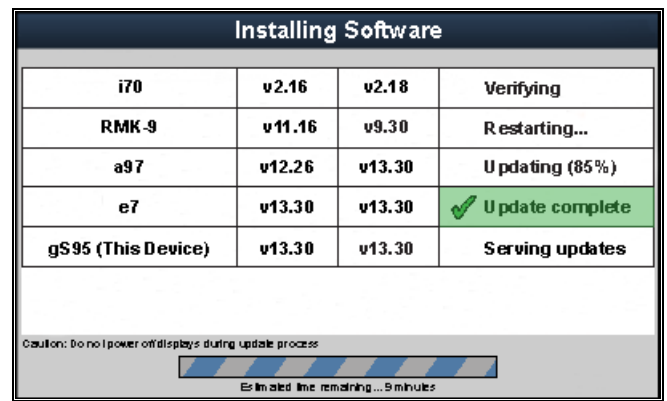 Installing Software
i70 v2.16 v2.18 Verifying
RMK-9 v11.16 v9.30 Restarting...
a97 v12.26 v13.30 Updating (85%)
e7 v13.30 v13.30 Update complete
gS95 (This Device) v13.30 v13.30 Serving updates
Caution: Do not power off displays during update process
Estimated time remaining... 9 minutes